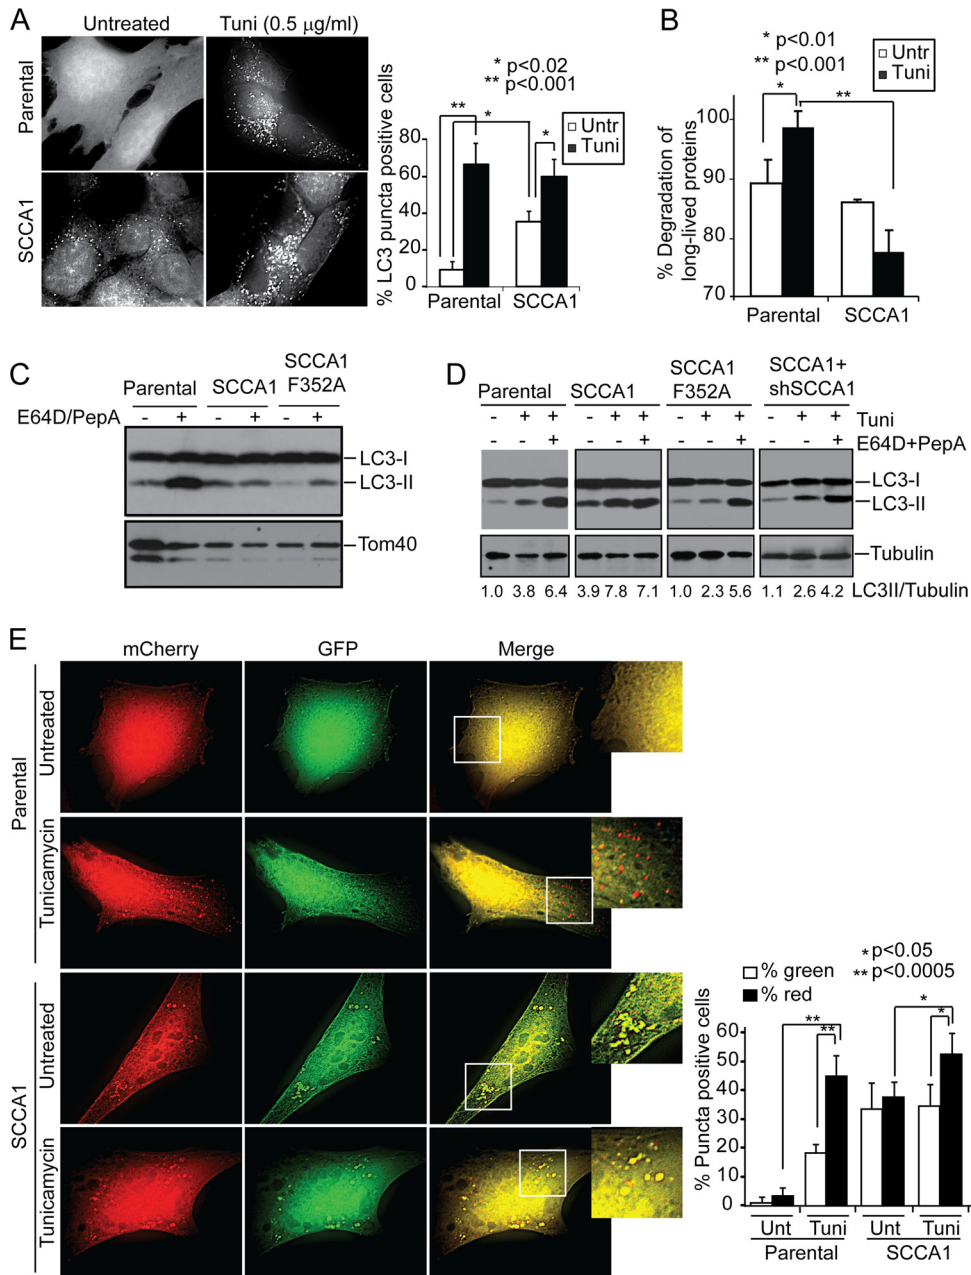 A
Untreated
Tuni (0.5 μg/ml)
Parental
SCCA1
* p<0.02
** p<0.001
Untr
Tuni
% LC3 puncta positive cells
80
60
40
20
0
**
*
*
Parental
SCCA1
B
* p<0.01
** p<0.001
Untr
Tuni
% Degradation of
long-lived proteins
100
90
80
70
*
**
Parental
SCCA1
C
Parental
SCCA1
SCCA1
F352A
E64D/PepA
- + - + - +
LC3-I
LC3-II
Tom40
D
Parental
SCCA1
SCCA1
F352A
SCCA1+
shSCCA1
- + + - + + - + + - + + Tuni
- - + - - + - - + - - + E64D+PepA
LC3-I
LC3-II
Tubulin
1.0 3.8 6.4 3.9 7.8 7.1 1.0 2.3 5.6 1.1 2.6 4.2 LC3II/Tubulin
E
mCherry
GFP
Merge
Parental
Untreated
Tunicamycin
SCCA1
Untreated
Tunicamycin
% green
% red
* p<0.05
** p<0.0005
% Puncta positive cells
60
50
40
30
20
10
0
**
**
*
*
Unt Tuni Unt Tuni
Parental SCCA1